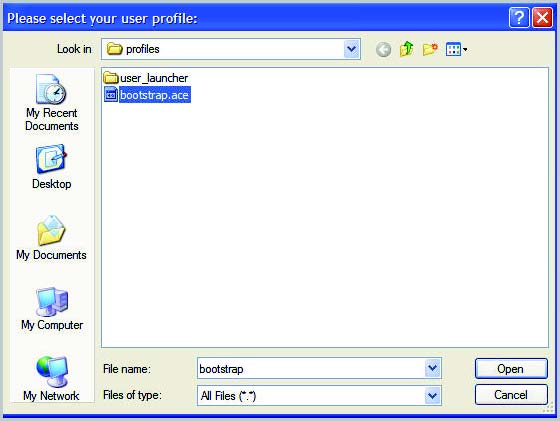 Please select your user profile:
Look in
profiles
user_launcher
bootstrap.ace
My Recent
Documents
Desktop
My Documents
My Computer
My Network
File name:
bootstrap
Open
Files of type:
All Files (*.*)
Cancel